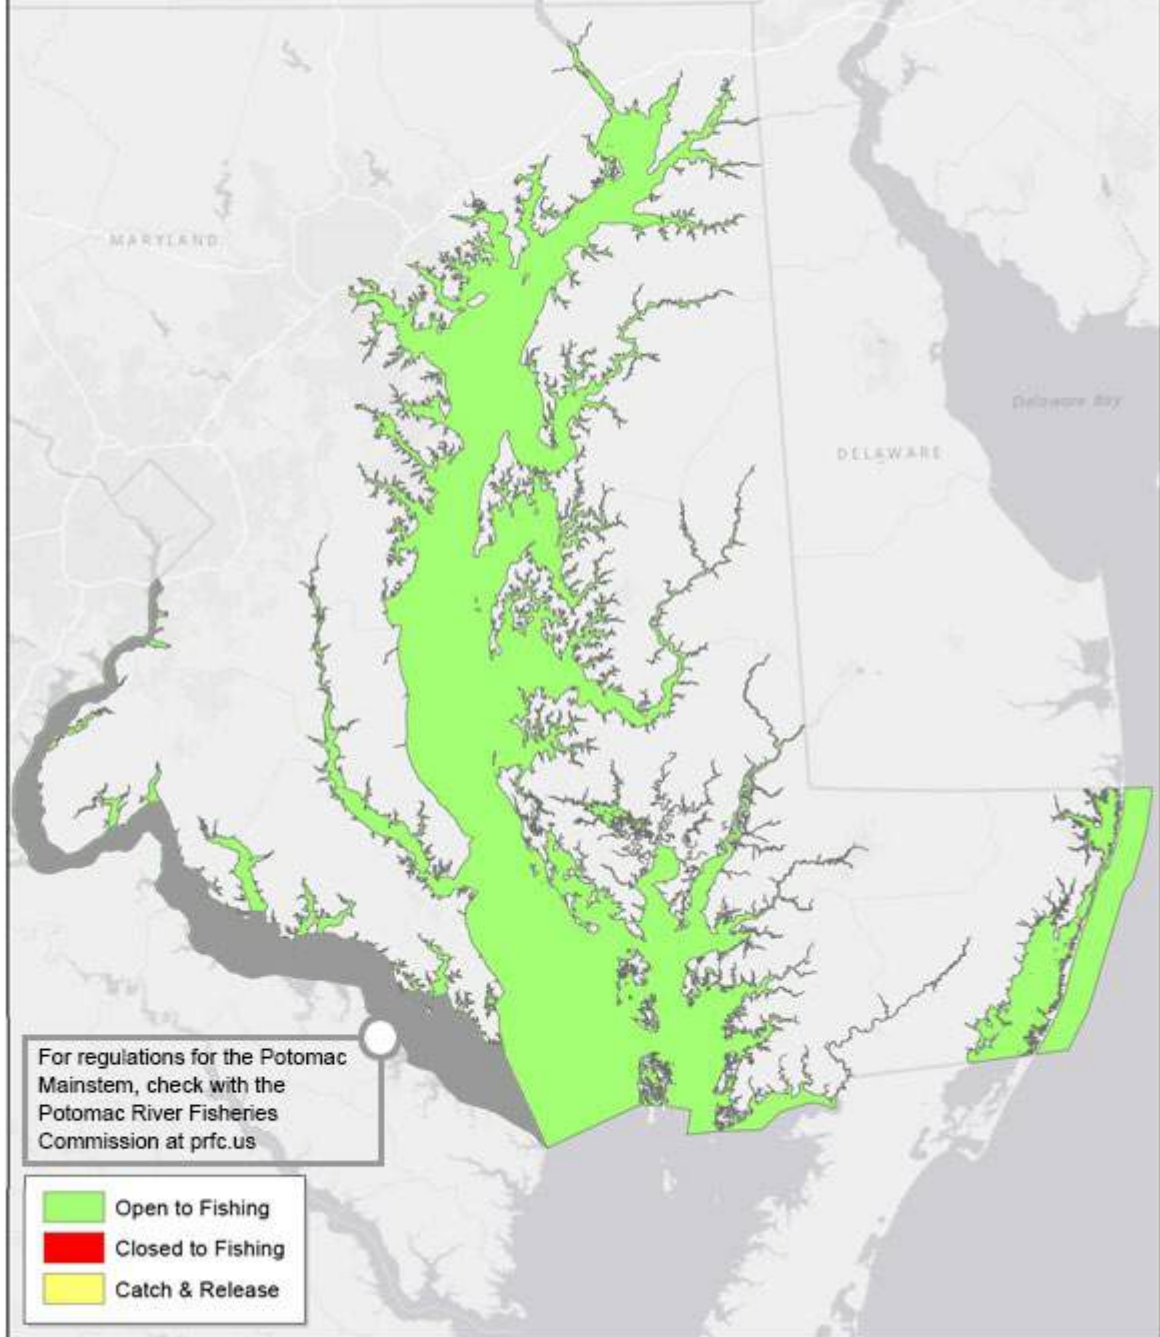 MARYLAND
Delaware Bay
DELAWARE
For regulations for the Potomac
Mainstem, check with the
Potomac River Fisheries
Commission at prfc.us
Open to Fishing
Closed to Fishing
Catch & Release